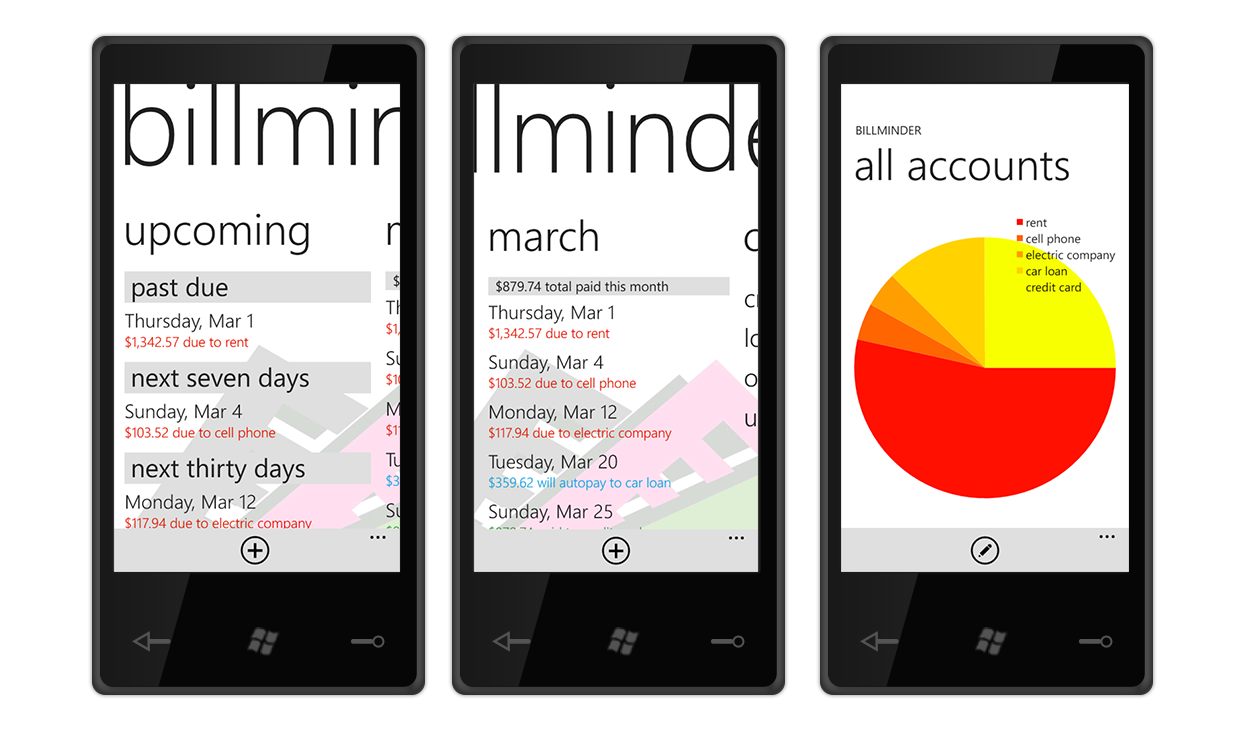 billmin
upcoming
past due
Thursday, Mar 1
$1,342.57 due to rent
next seven days
Sunday, Mar 4
$103.52 due to cell phone
next thirty days
Monday, Mar 12
$117.94 due to electric company
llminde
march
$879.74 total paid this month
Thursday, Mar 1
$1,342.57 due to rent
Sunday, Mar 4
$103.52 due to cell phone
Monday, Mar 12
$117.94 due to electric company
Tuesday, Mar 20
$359.62 will autopay to car loan
Sunday, Mar 25
BILLMINDER
all accounts
rent
cell phone
electric company
car loan
credit card